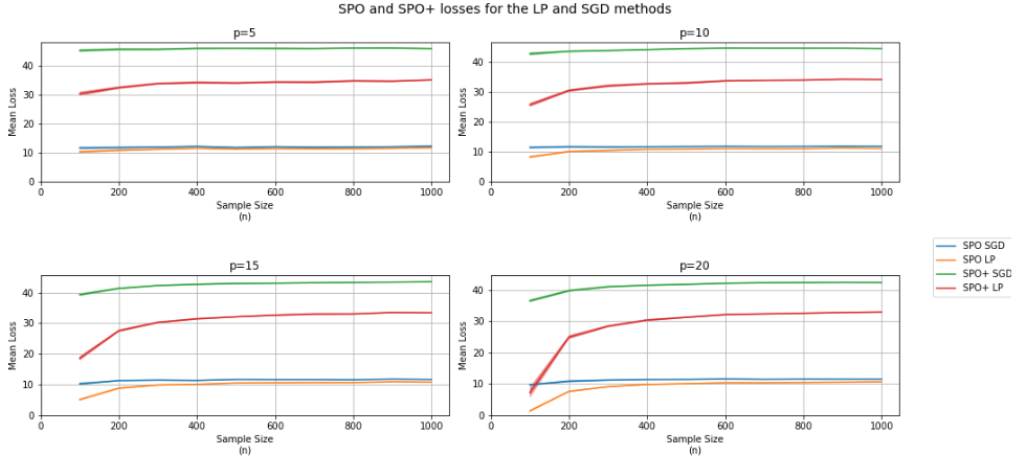 SPO and SPO+ losses for the LP and SGD methods
p=5
40
30
20
10
0
Mean Loss
0 200 400 600 800 1000
Sample Size
(n)
p=10
40
30
20
10
0
Mean Loss
0 200 400 600 800 1000
Sample Size
(n)
p=15
40
30
20
10
0
Mean Loss
0 200 400 600 800 1000
Sample Size
(n)
p=20
40
30
20
10
0
Mean Loss
0 200 400 600 800 1000
Sample Size
(n)
SPO SGD
SPO LP
SPO+ SGD
SPO+ LP